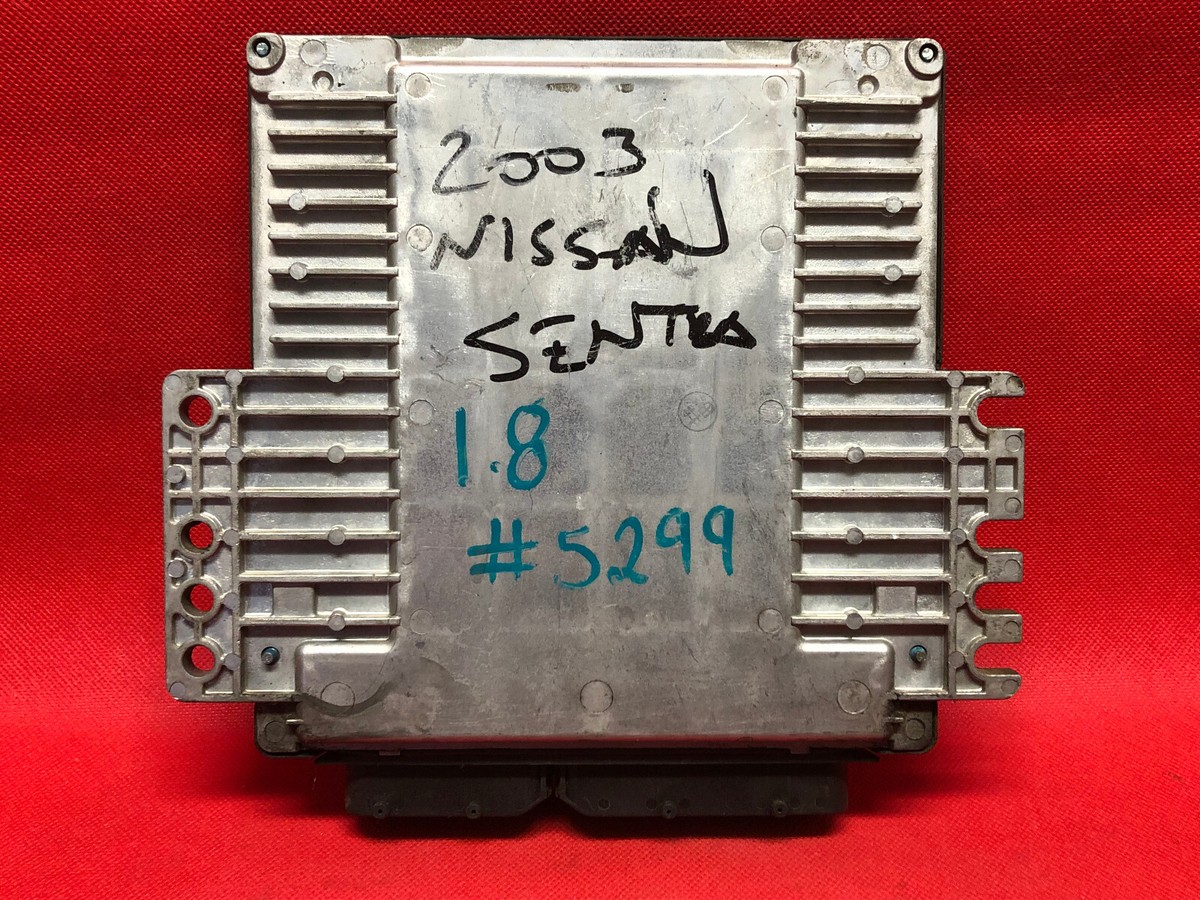 2003
NISSAN
SENTRA
1.8
#5299